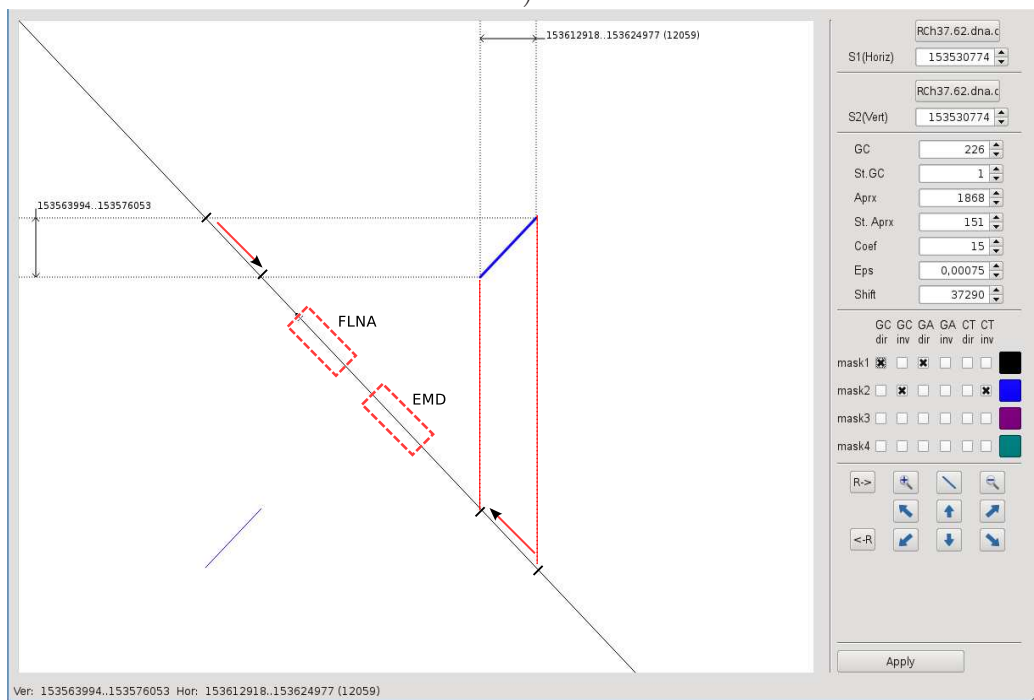 )
153612918..153624977 (12059)
153563994..153576053
FLNA
EMD
RCh37.62.dna.c
S1(Horiz) 153530774
RCh37.62.dna.c
S2(Vert) 153530774
GC 226
St.GC 1
Aprx 1868
St. Aprx 151
Coef 15
Eps 0,00075
Shift 37290
GC GC GA GA CT CT
dir inv dir inv dir inv
mask1
mask2
mask3
mask4
R->
<-R
Apply
Ver: 153563994..153576053 Hor: 153612918..153624977 (12059)